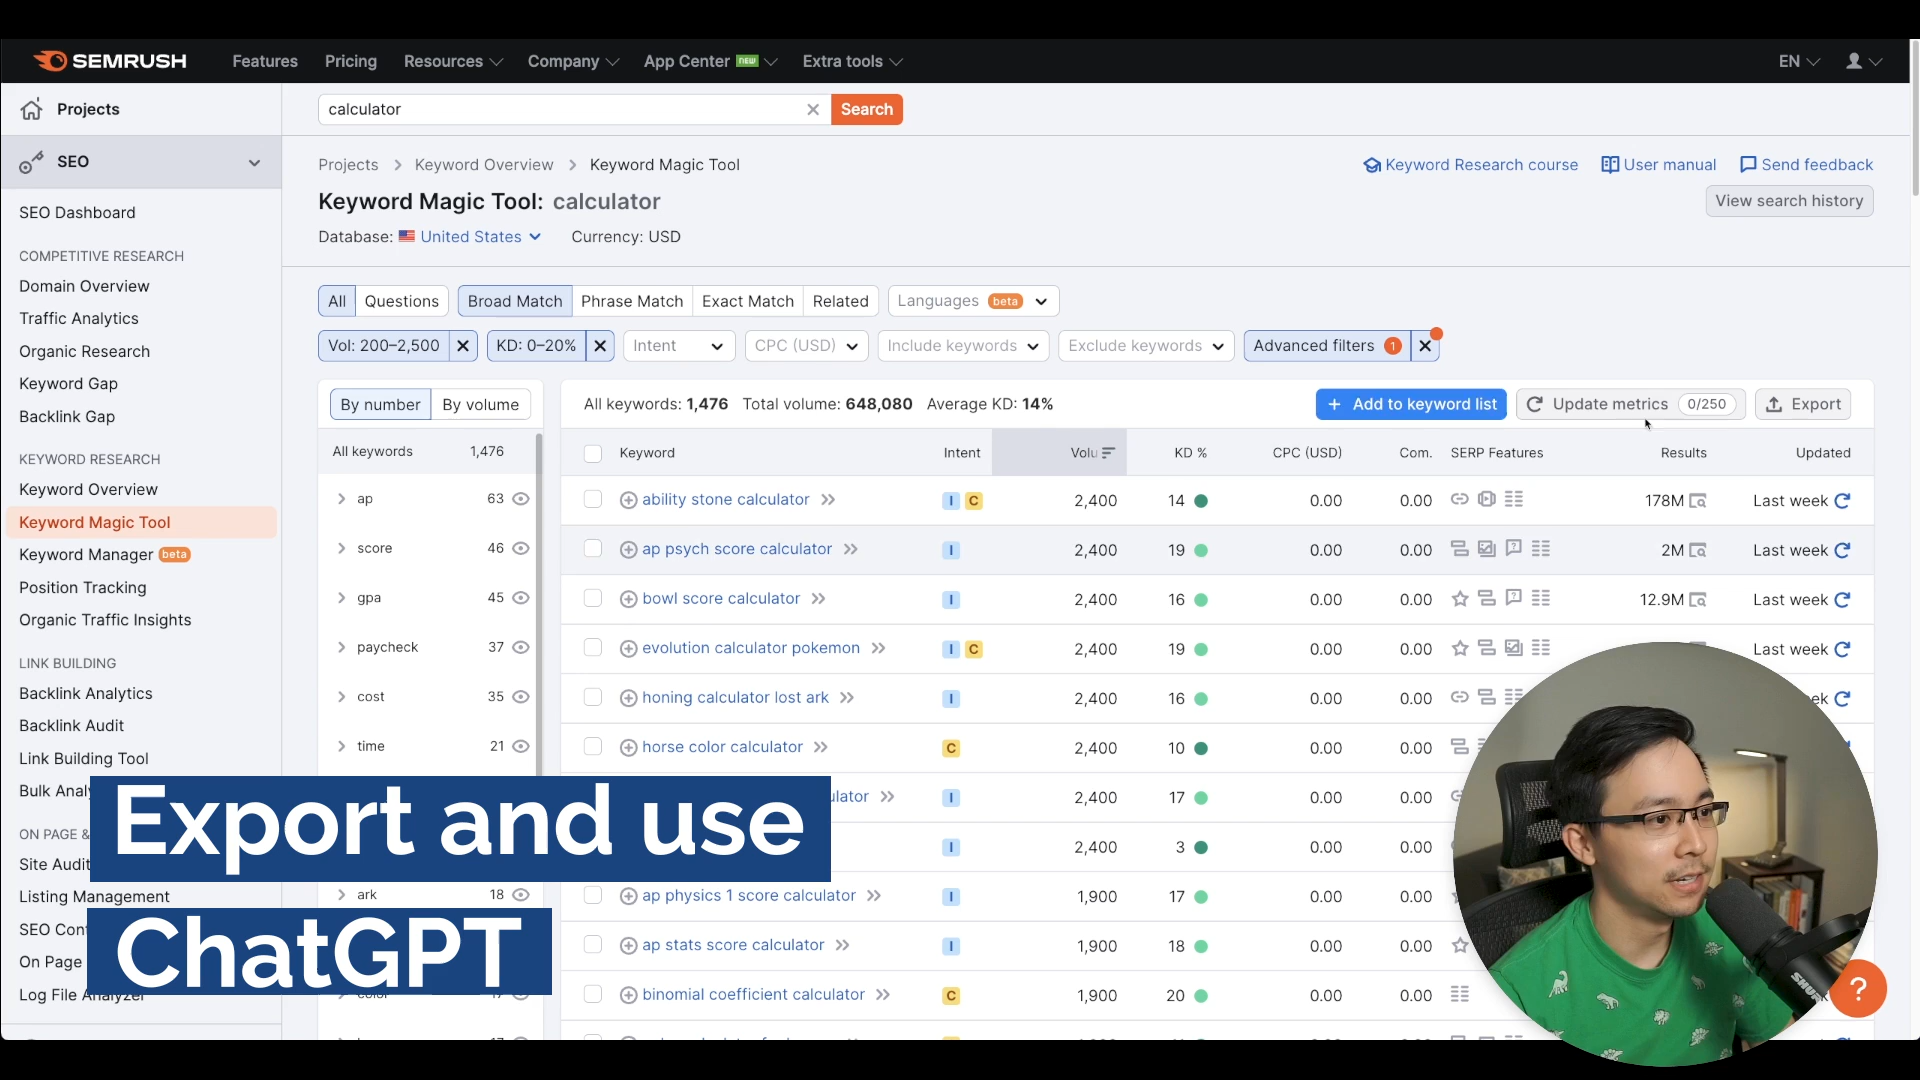 SEMRUSH Features Pricing Resources Company App Center NEW Extra tools EN
Projects
calculator Search
SEO
SEO Dashboard
COMPETITIVE RESEARCH
Domain Overview
Traffic Analytics
Organic Research
Keyword Gap
Backlink Gap
KEYWORD RESEARCH
Keyword Overview
Keyword Magic Tool
Keyword Manager beta
Position Tracking
Organic Traffic Insights
LINK BUILDING
Backlink Analytics
Backlink Audit
Link Building Tool
Bulk
ON PAGE &
Site Audit
Listing Management
SEO
On Page
Log File Analyzer
Projects > Keyword Overview > Keyword Magic Tool
Keyword Research course User manual Send feedback
Keyword Magic Tool: calculator
View search history
Database: United States Currency: USD
All Questions Broad Match Phrase Match Exact Match Related Languages beta
Vol: 200–2,500 KD: 0–20% Intent CPC (USD) Include keywords Exclude keywords Advanced filters 1
By number By volume
All keywords 1,476
ap 63
score 46
gpa 45
paycheck 37
cost 35
time 21
ark 18
color 17
All keywords: 1,476 Total volume: 648,080 Average KD: 14%
+ Add to keyword list Update metrics 0/250 Export
Keyword Intent Volu KD % CPC (USD) Com. SERP Features Results Updated
ability stone calculator I C 2,400 14 0.00 0.00 178M Last week
ap psych score calculator I 2,400 19 0.00 0.00 2M Last week
bowl score calculator I 2,400 16 0.00 0.00 12.9M Last week
evolution calculator pokemon I C 2,400 19 0.00 0.00 Last week
honing calculator lost ark I 2,400 16 0.00 0.00
horse color calculator C 2,400 10 0.00 0.00
I 2,400 17 0.00 0.00
I 2,400 3 0.00 0.00
ap physics 1 score calculator I 1,900 17 0.00 0.00
ap stats score calculator I 1,900 18 0.00 0.00
binomial coefficient calculator C 1,900 20 0.00 0.00
Export and use
ChatGPT
SHURE
?